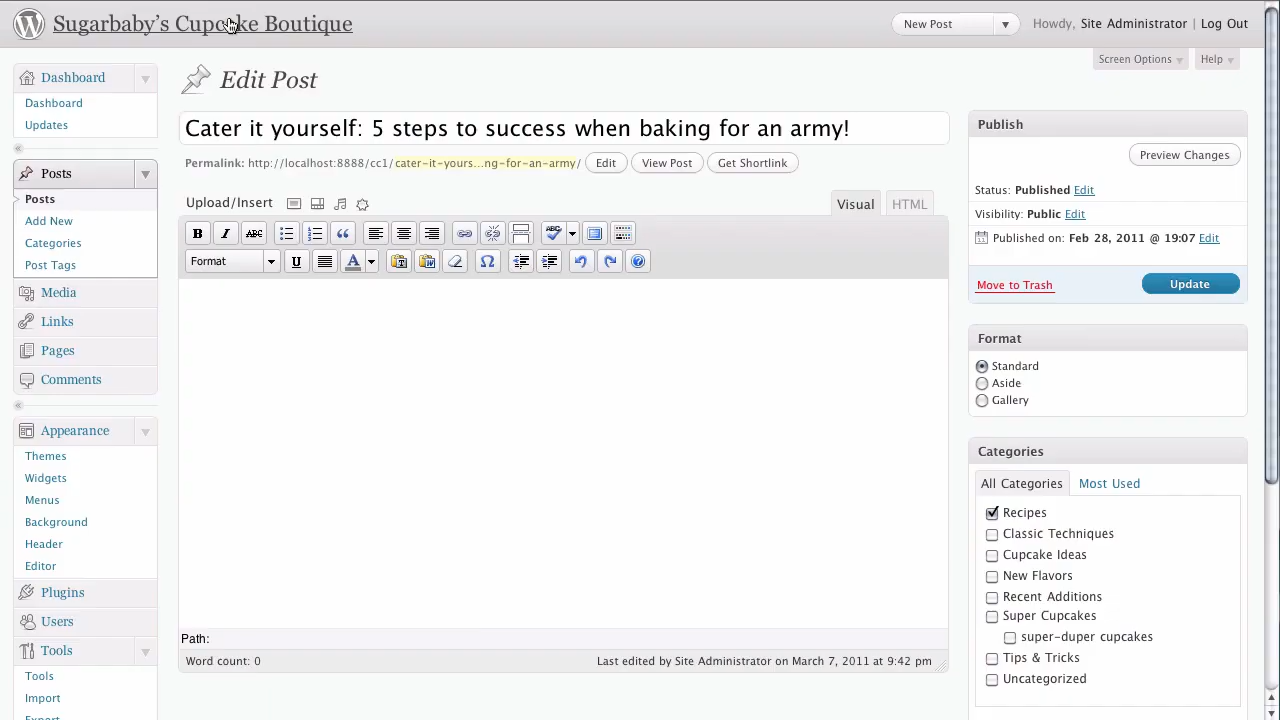 Sugarbaby's Cupcake Boutique
New Post
Howdy, Site Administrator | Log Out
Screen Options
Help
Dashboard
Dashboard
Updates
Posts
Posts
Add New
Categories
Post Tags
Media
Links
Pages
Comments
Appearance
Themes
Widgets
Menus
Background
Header
Editor
Plugins
Users
Tools
Tools
Import
Export
Edit Post
Cater it yourself: 5 steps to success when baking for an army!
Permalink: http://localhost:8888/cc1/cater-it-yours...ng-for-an-army/ Edit View Post Get Shortlink
Upload/Insert
Visual HTML
B I ABC ABC
Format U A
Path:
Word count: 0 Last edited by Site Administrator on March 7, 2011 at 9:42 pm
Publish
Preview Changes
Status: Published Edit
Visibility: Public Edit
Published on: Feb 28, 2011 @ 19:07 Edit
Move to Trash Update
Format
Standard
Aside
Gallery
Categories
All Categories Most Used
Recipes
Classic Techniques
Cupcake Ideas
New Flavors
Recent Additions
Super Cupcakes
super-duper cupcakes
Tips & Tricks
Uncategorized